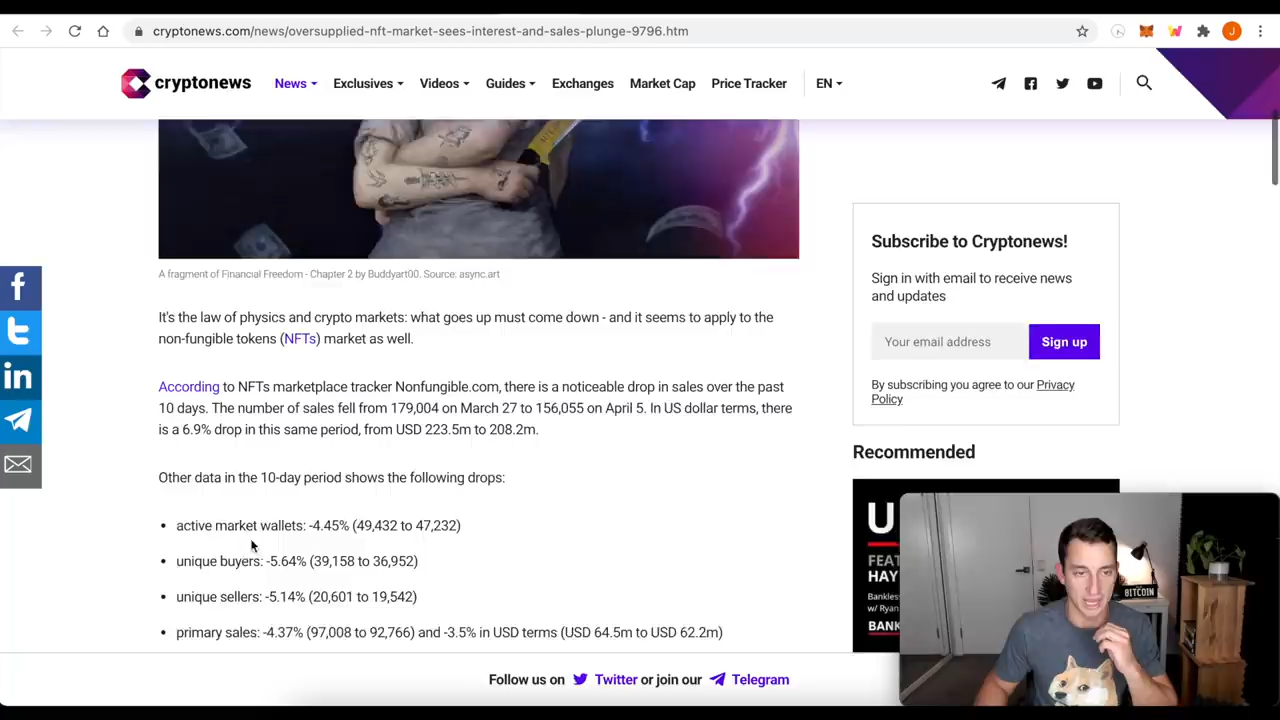 cryptonews.com/news/oversupplied-nft-market-sees-interest-and-sales-plunge-9796.htm
J
cryptonews
News
Exclusives
Videos
Guides
Exchanges
Market Cap
Price Tracker
EN
A fragment of Financial Freedom - Chapter 2 by Buddyart00. Source: async.art
It's the law of physics and crypto markets: what goes up must come down - and it seems to apply to the
non-fungible tokens (NFTs) market as well.
According to NFTs marketplace tracker Nonfungible.com, there is a noticeable drop in sales over the past
10 days. The number of sales fell from 179,004 on March 27 to 156,055 on April 5. In US dollar terms, there
is a 6.9% drop in this same period, from USD 223.5m to 208.2m.
Other data in the 10-day period shows the following drops:
• active market wallets: -4.45% (49,432 to 47,232)
• unique buyers: -5.64% (39,158 to 36,952)
• unique sellers: -5.14% (20,601 to 19,542)
• primary sales: -4.37% (97,008 to 92,766) and -3.5% in USD terms (USD 64.5m to USD 62.2m)
Subscribe to Cryptonews!
Sign in with email to receive news
and updates
Your email address
Sign up
By subscribing you agree to our Privacy
Policy
Recommended
U
FEAT
HAY
Bankles
w/ Ryan
BANK
BITCOIN
Follow us on Twitter or join our Telegram